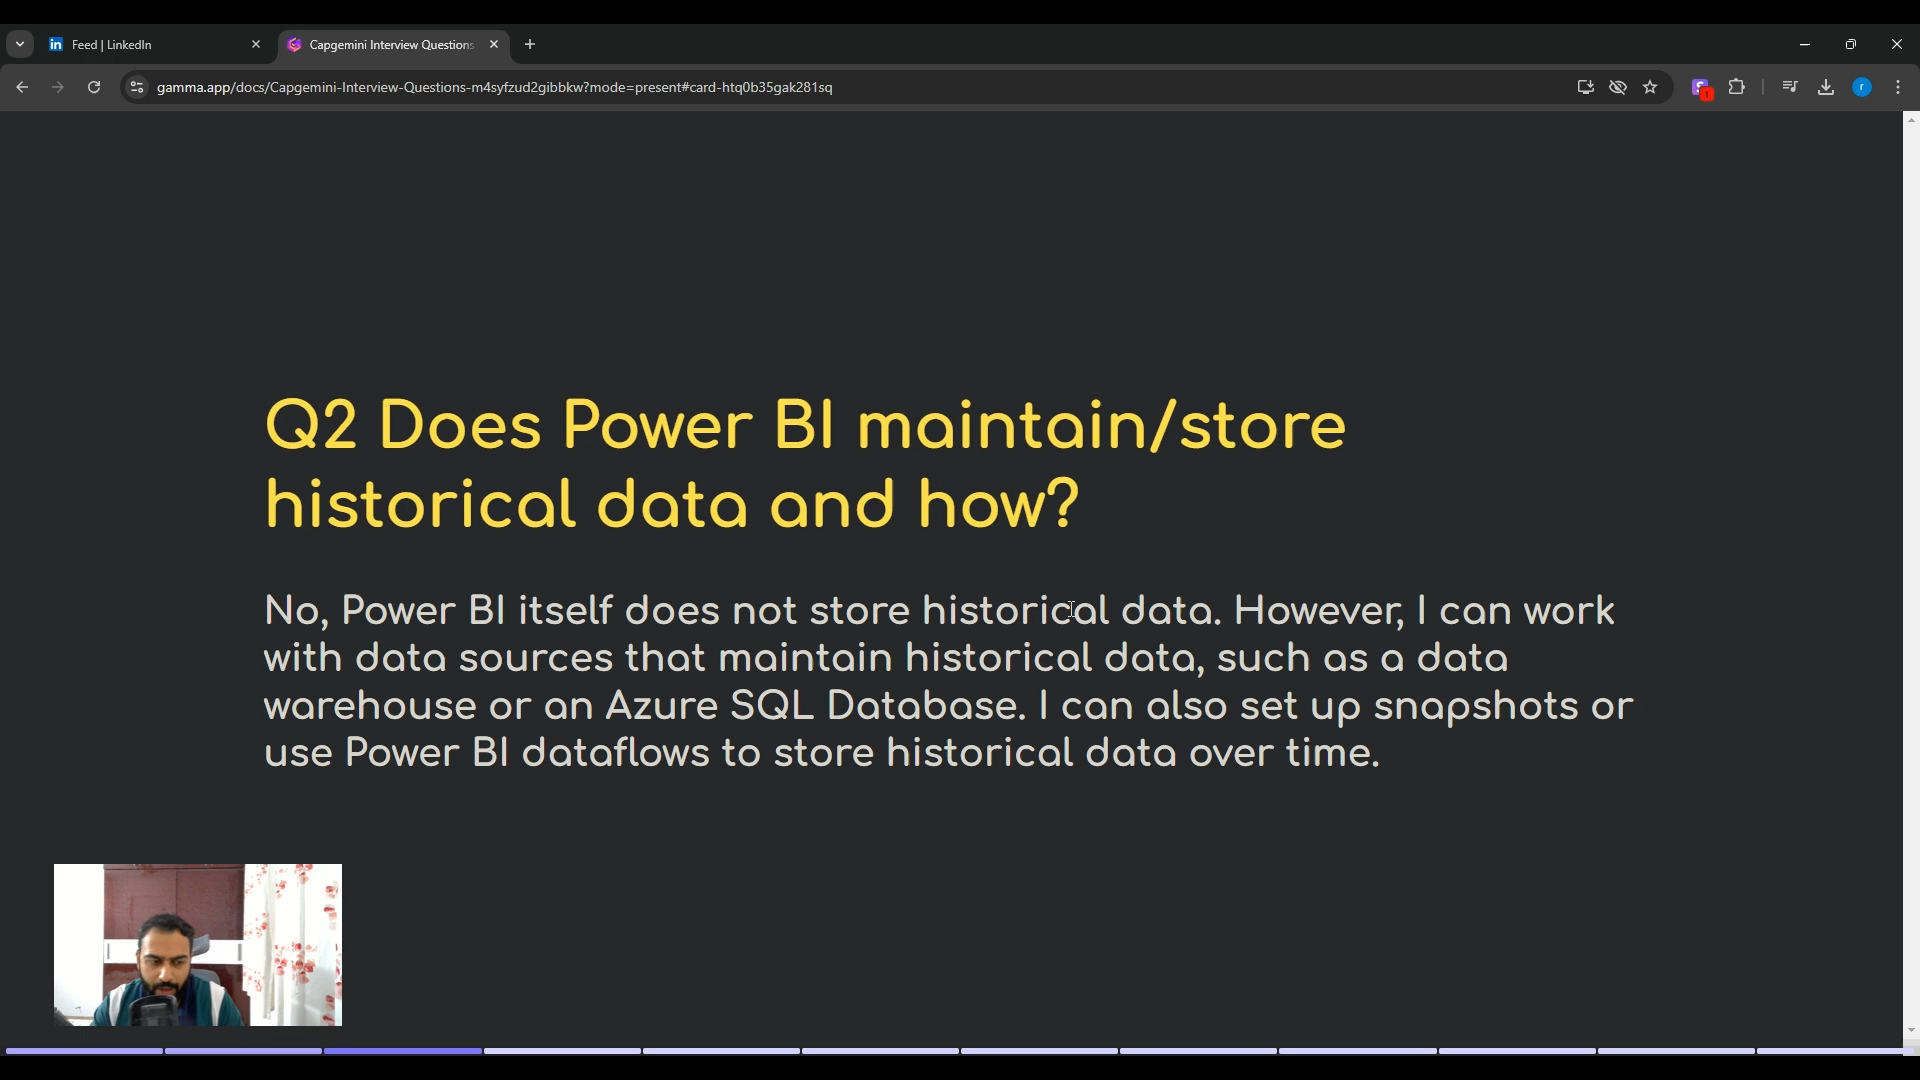 Feed | LinkedIn
Capgemini Interview Questions
gamma.app/docs/Capgemini-Interview-Questions-m4syfzud2gibbkw?mode=present#card-htq0b35gak281sq
Q2 Does Power BI maintain/store
historical data and how?
No, Power BI itself does not store historical data. However, I can work
with data sources that maintain historical data, such as a data
warehouse or an Azure SQL Database. I can also set up snapshots or
use Power BI dataflows to store historical data over time.